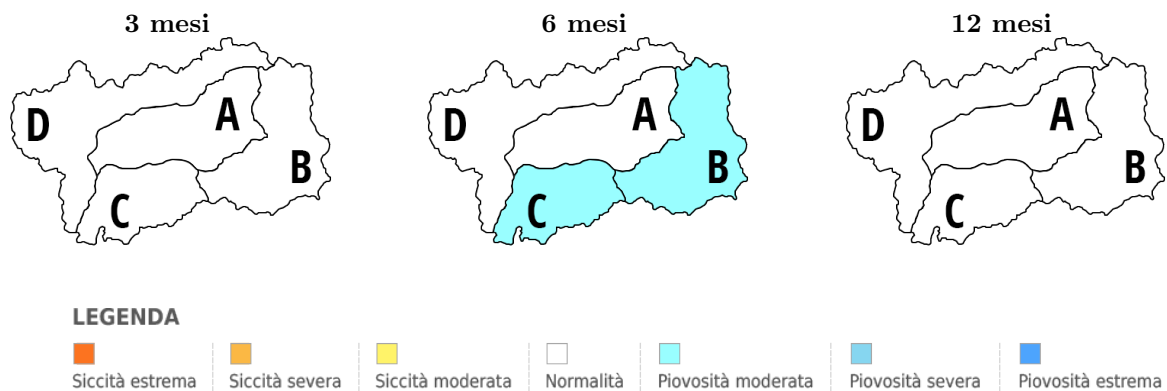 3 mesi 6 mesi 12 mesi
A A A
D D D
B B B
C C C
LEGENDA
Siccità estrema Siccità severa Siccità moderata Normalità Piovosità moderata Piovosità severa Piovosità estrema